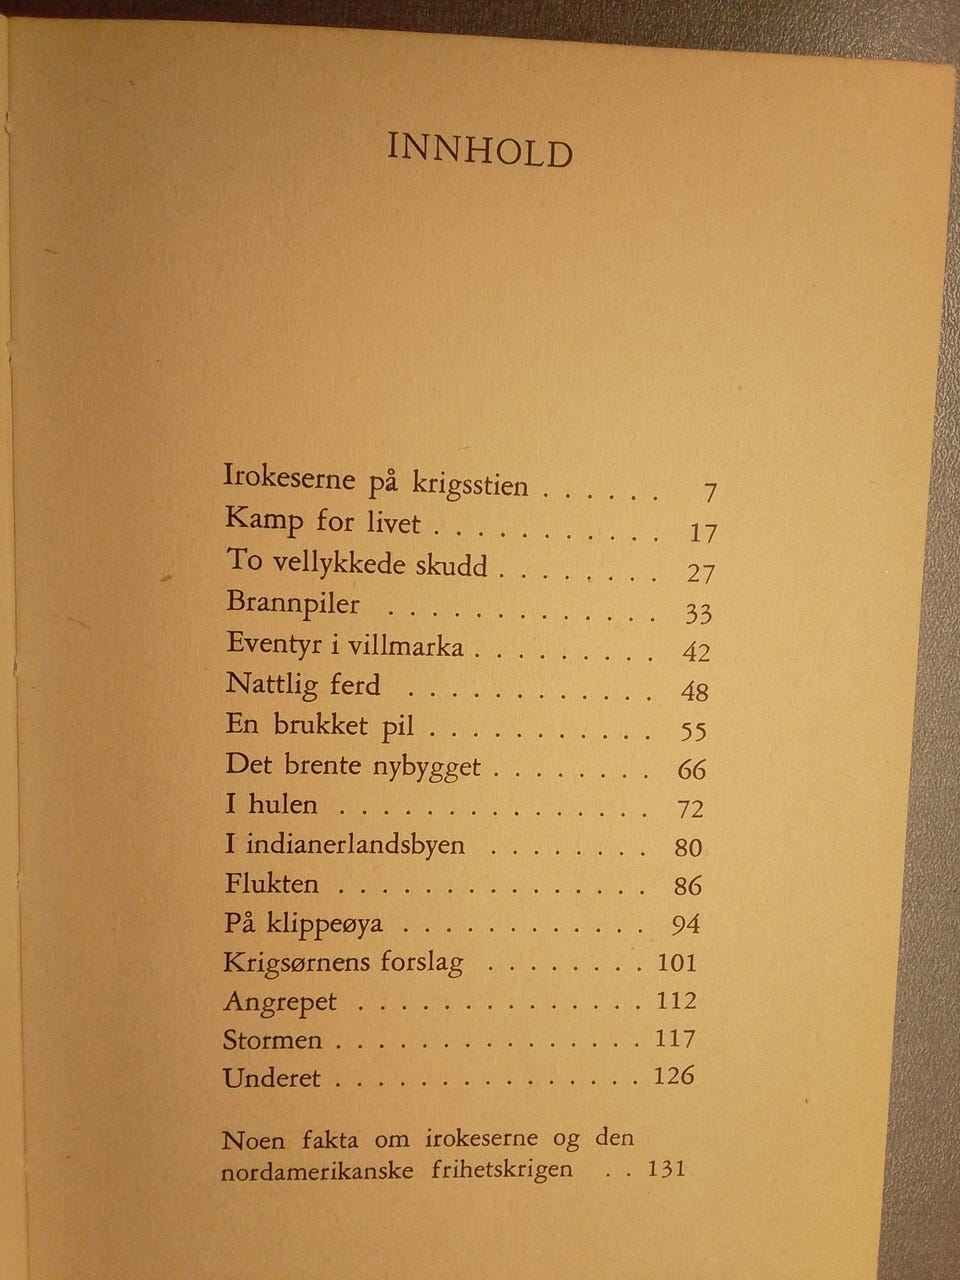 INNHOLD
Irokeserne på krigsstien . . . . . . 7
Kamp for livet . . . . . . . . . . . 17
To vellykkede skudd . . . . . . . . 27
Brannpiler . . . . . . . . . . . . . 33
Eventyr i villmarka . . . . . . . . . 42
Nattlig ferd . . . . . . . . . . . . 48
En brukket pil . . . . . . . . . . . 55
Det brente nybygget . . . . . . . . 66
I hulen . . . . . . . . . . . . . . . 72
I indianerlandsbyen . . . . . . . . 80
Flukten . . . . . . . . . . . . . . . 86
På klippeøya . . . . . . . . . . . . 94
Krigsørnens forslag . . . . . . . . 101
Angrepet . . . . . . . . . . . . . . 112
Stormen . . . . . . . . . . . . . . . 117
Underet . . . . . . . . . . . . . . . 126
Noen fakta om irokeserne og den
nordamerikanske frihetskrigen . . 131